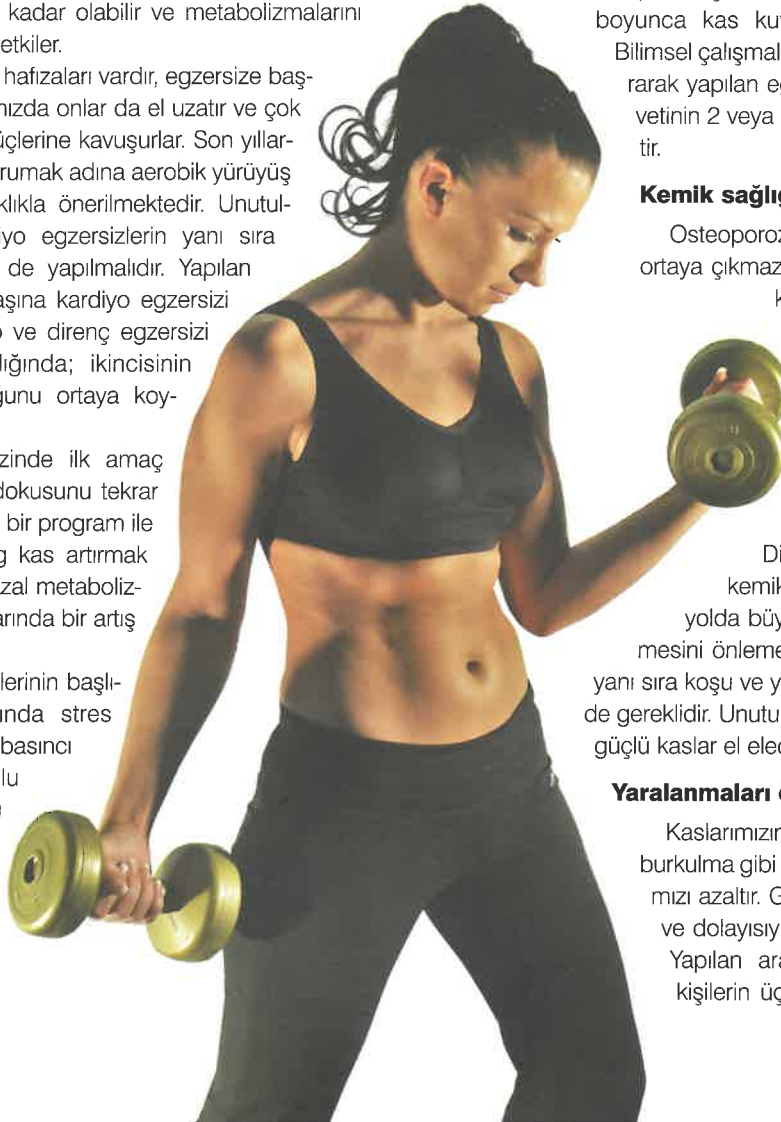 kadar olabilir ve metabolizmalarını
etkiler.
hafızaları vardır, egzersize baş-
mızda onlar da el uzatır ve çok
üçlerine kavuşurlar. Son yıllar-
rumak adına aerobik yürüyüş
klıkla önerilmektedir. Unutul-
iyo egzersizlerin yanı sıra
de yapılmalıdır. Yapılan
aşına kardiyo egzersizi
o ve direnç egzersizi
dığında; ikincisinin
ğunu ortaya koy-
zinde ilk amaç
dokusunu tekrar
bir program ile
g kas artırmak
zal metaboliz-
arında bir artış
lerinin başlı-
ında stres
basıncı
lu
boyunca kas ku
Bilimsel çalışmal
rarak yapılan e
vetinin 2 veya
tir.
Kemik sağlığ
Osteoporoz
ortaya çıkmaz
k
Di
kemik
yolda büy
mesini önleme
yanı sıra koşu ve y
de gereklidir. Unutu
güçlü kaslar el elec
Yaralanmaları
Kaslarımızır
burkulma gibi
mızı azaltır. G
ve dolayısıy
Yapılan ara
kişilerin üç